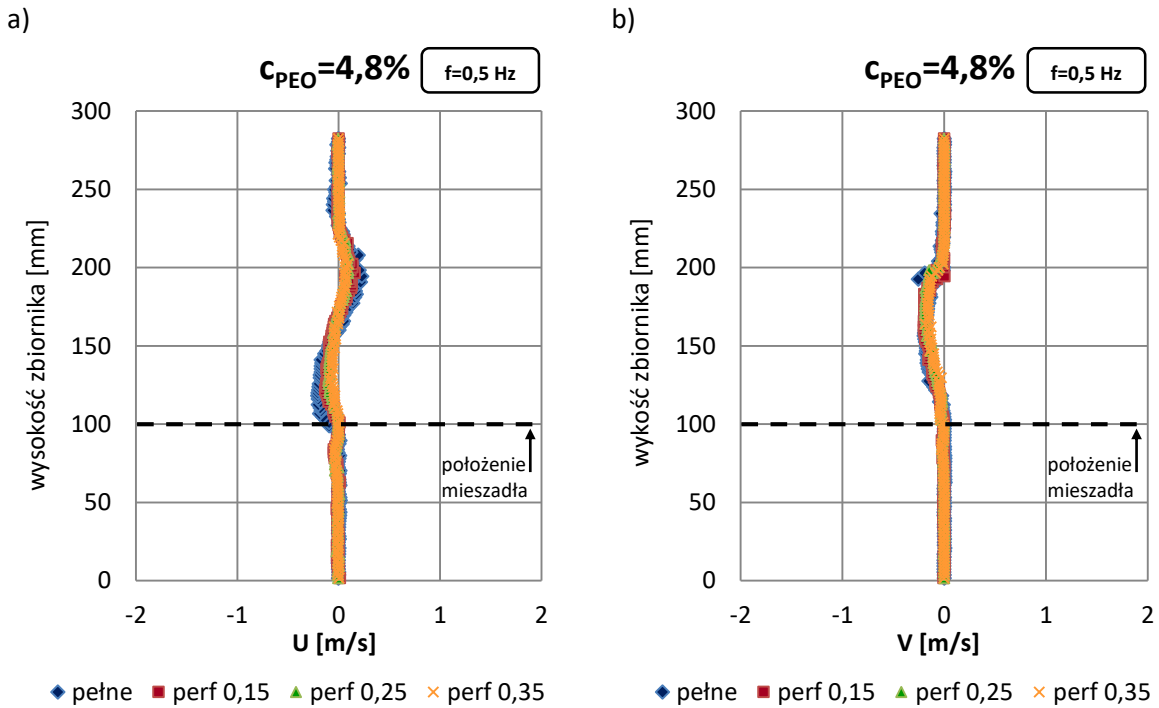 a)
c_PEO=4,8%
f=0,5 Hz
300
250
200
150
100
50
0
wysokość zbiornika [mm]
położenie
mieszadła
-2 -1 0 1 2
U [m/s]
pełne perf 0,15 perf 0,25 perf 0,35
b)
c_PEO=4,8%
f=0,5 Hz
300
250
200
150
100
50
0
wykość zbiornika [mm]
położenie
mieszadła
-2 -1 0 1 2
V [m/s]
pełne perf 0,15 perf 0,25 perf 0,35